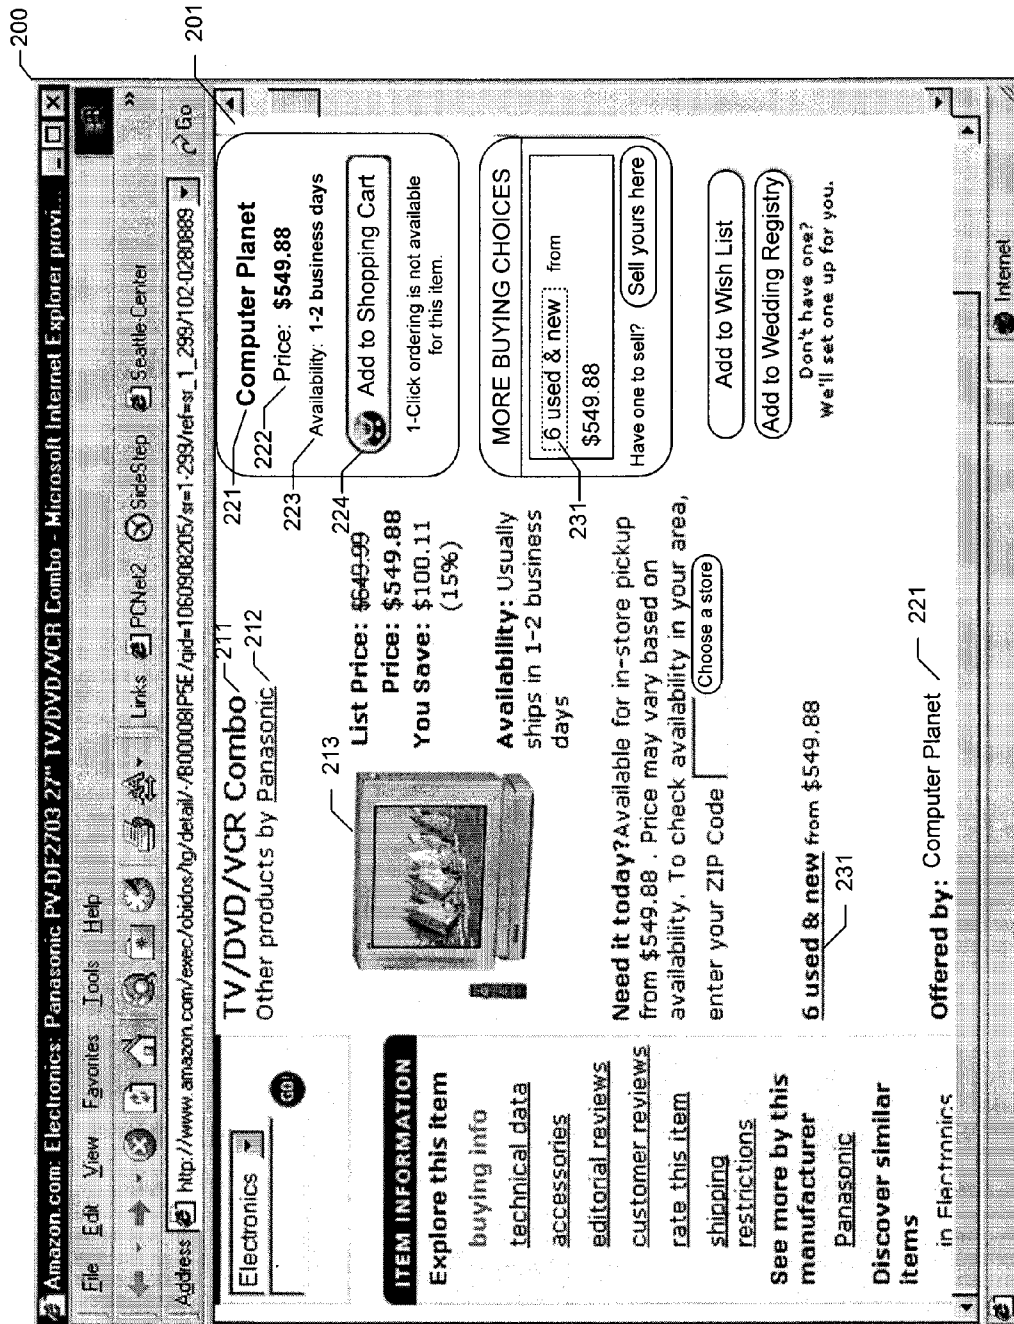 200
Amazon.com: Electronics: Panasonic PV-DF2703 27" TV/DVD/VCR Combo - Microsoft Internet Explorer provi...
File Edit View Favorites Tools Help
Links PCNet2 SideStep Seattle-Center »
Address http://www.amazon.com/exec/obidos/tg/detail/-/B00008IP5E/qid=1060908205/sr=1-299/ref=sr_1_299/102-0280889 Go
201
Electronics
GO!
ITEM INFORMATION
Explore this item
buying info
technical data
accessories
editorial reviews
customer reviews
rate this item
shipping
restrictions
See more by this
manufacturer
Panasonic
Discover similar
items
in Electronics
TV/DVD/VCR Combo
211
Other products by Panasonic
212
213
List Price: $649.99
Price: $549.88
You Save: $100.11
(15%)
Availability: Usually
ships in 1-2 business
days
Need it today? Available for in-store pickup
from $549.88 . Price may vary based on
availability. To check availability in your area,
enter your ZIP Code
Choose a store
6 used & new from $549.88
231
Offered by: Computer Planet
221
221
Computer Planet
222
Price: $549.88
223
Availability: 1-2 business days
224
Add to Shopping Cart
1-Click ordering is not available
for this item.
MORE BUYING CHOICES
6 used & new from
$549.88
231
Have one to sell? Sell yours here
Add to Wish List
Add to Wedding Registry
Don't have one?
We'll set one up for you.
Internet